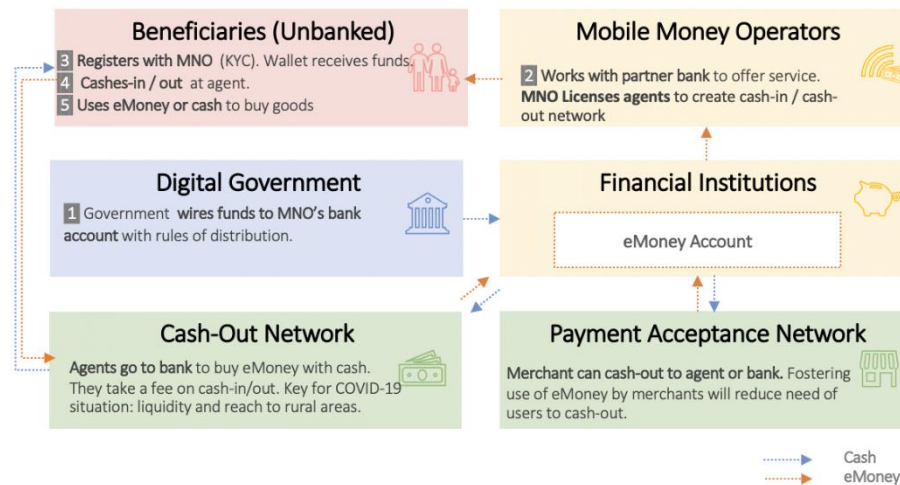 Beneficiaries (Unbanked)
3 Registers with MNO (KYC). Wallet receives funds,
4 Cashes-in / out at agent.
5 Uses eMoney or cash to buy goods
Mobile Money Operators
2 Works with partner bank to offer service.
MNO Licenses agents to create cash-in / cash-
out network
Digital Government
1 Government wires funds to MNO's bank
account with rules of distribution.
Financial Institutions
eMoney Account
Cash-Out Network
Agents go to bank to buy eMoney with cash.
They take a fee on cash-in/out. Key for COVID-19
situation: liquidity and reach to rural areas.
Payment Acceptance Network
Merchant can cash-out to agent or bank. Fostering
use of eMoney by merchants will reduce need of
users to cash-out.
Cash
eMoney